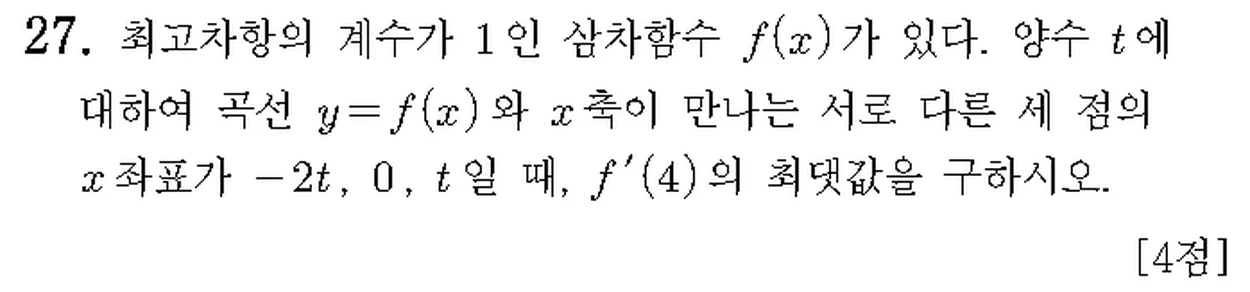 27. 최고차항의 계수가 1인 삼차함수 f(x)가 있다. 양수 t에
대하여 곡선 y=f(x)와 x축이 만나는 서로 다른 세 점의
x좌표가 -2t, 0, t일 때, f′(4)의 최댓값을 구하시오.
[4점]